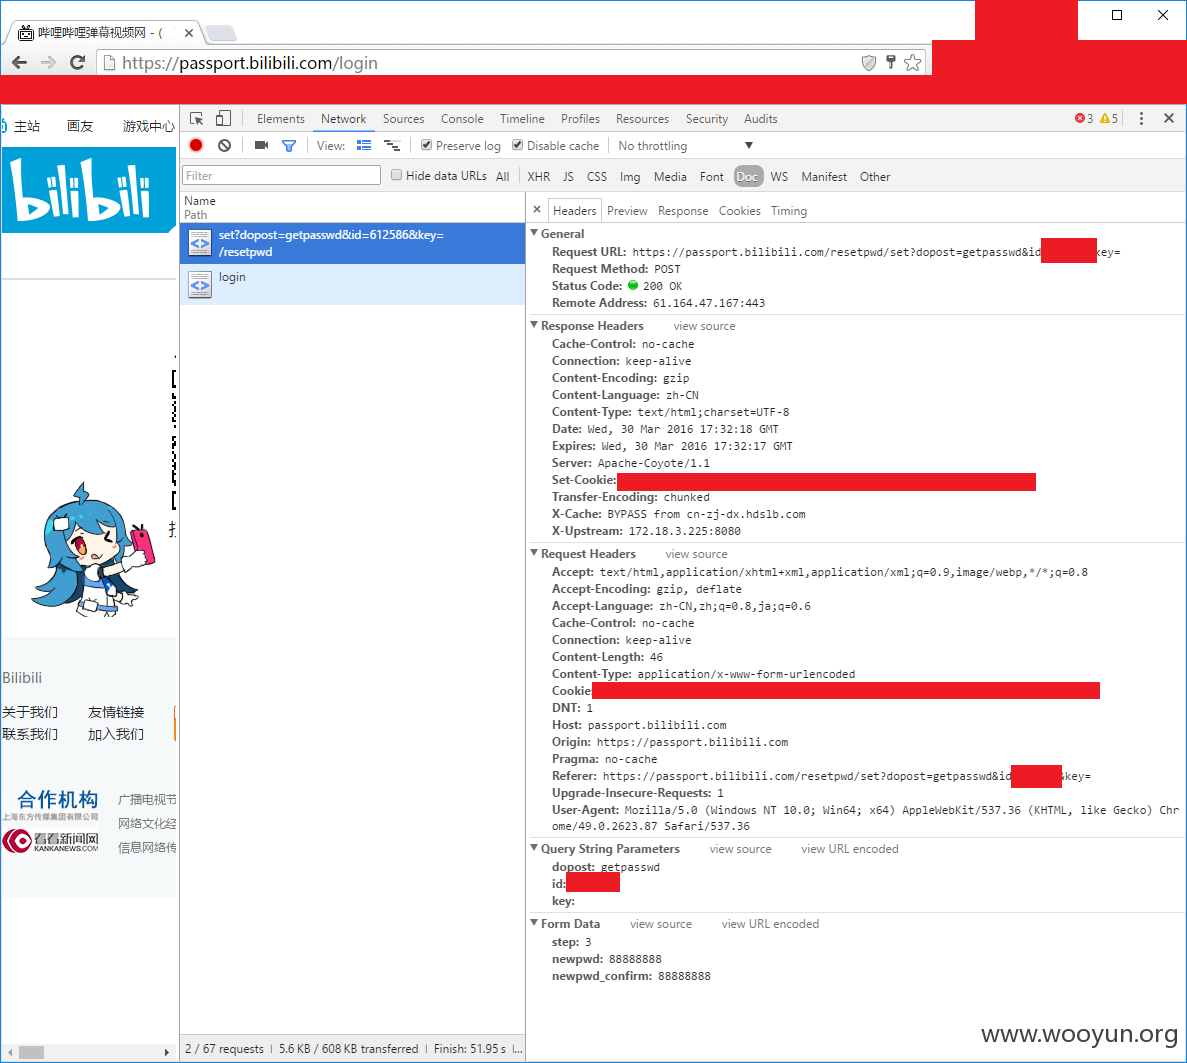 哔哩哔哩弹幕视频网 - (
https://passport.bilibili.com/login
主站 画友 游戏中心
bilibili
Bilibili
关于我们 友情链接
联系我们 加入我们
合作机构 广播电视节
上海东方传媒集团有限公司
网络文化经
看看新闻网
KANKANEWS.COM
信息网络传
Elements Network Sources Console Timeline Profiles Resources Security Audits 3 5
View: Preserve log Disable cache No throttling
Filter Hide data URLs All XHR JS CSS Img Media Font Doc WS Manifest Other
Name
Path
set?dopost=getpasswd&id=612586&key=
/resetpwd
login
Headers Preview Response Cookies Timing
General
Request URL: https://passport.bilibili.com/resetpwd/set?dopost=getpasswd&id key=
Request Method: POST
Status Code: 200 OK
Remote Address: 61.164.47.167:443
Response Headers view source
Cache-Control: no-cache
Connection: keep-alive
Content-Encoding: gzip
Content-Language: zh-CN
Content-Type: text/html;charset=UTF-8
Date: Wed, 30 Mar 2016 17:32:18 GMT
Expires: Wed, 30 Mar 2016 17:32:17 GMT
Server: Apache-Coyote/1.1
Set-Cookie:
Transfer-Encoding: chunked
X-Cache: BYPASS from cn-zj-dx.hdslb.com
X-Upstream: 172.18.3.225:8080
Request Headers view source
Accept: text/html,application/xhtml+xml,application/xml;q=0.9,image/webp,*/*;q=0.8
Accept-Encoding: gzip, deflate
Accept-Language: zh-CN,zh;q=0.8,ja;q=0.6
Cache-Control: no-cache
Connection: keep-alive
Content-Length: 46
Content-Type: application/x-www-form-urlencoded
Cookie:
DNT: 1
Host: passport.bilibili.com
Origin: https://passport.bilibili.com
Pragma: no-cache
Referer: https://passport.bilibili.com/resetpwd/set?dopost=getpasswd&id &key=
Upgrade-Insecure-Requests: 1
User-Agent: Mozilla/5.0 (Windows NT 10.0; Win64; x64) AppleWebKit/537.36 (KHTML, like Gecko) Chr
ome/49.0.2623.87 Safari/537.36
Query String Parameters view source view URL encoded
dopost: getpasswd
id:
key:
Form Data view source view URL encoded
step: 3
newpwd: 88888888
newpwd_confirm: 88888888
2 / 67 requests | 5.6 KB / 608 KB transferred | Finish: 51.95 s |...
www.wooyun.org